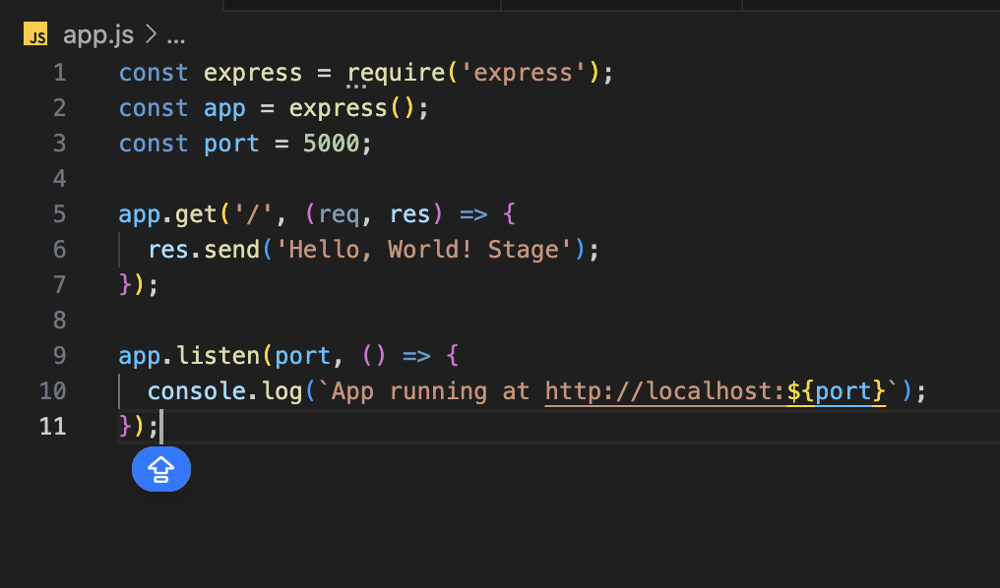 JS app.js > ...
1 const express = require('express');
2 const app = express();
3 const port = 5000;
4
5 app.get('/', (req, res) => {
6   res.send('Hello, World! Stage');
7 });
8
9 app.listen(port, () => {
10   console.log(`App running at http://localhost:${port}`);
11 });